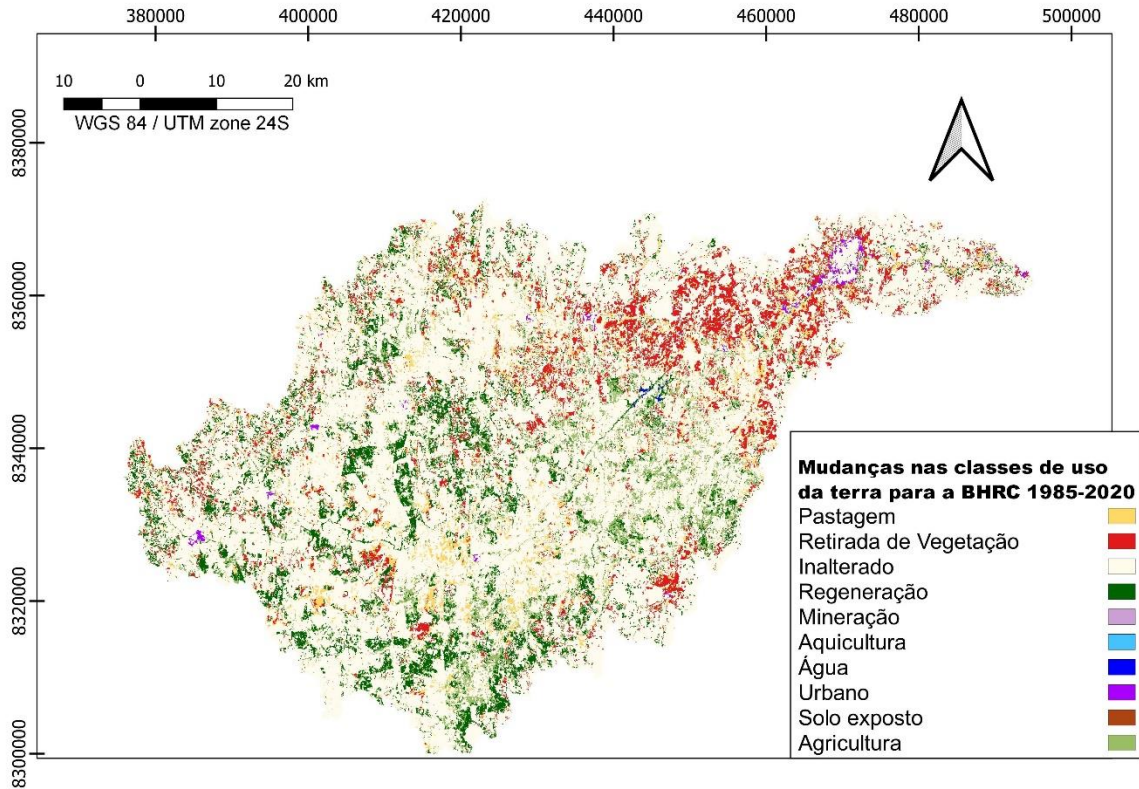 380000 400000 420000 440000 460000 480000 500000
10 0 10 20 km
WGS 84 / UTM zone 24S
8380000
8360000
8340000
8320000
8300000
Mudanças nas classes de uso
da terra para a BHRC 1985-2020
Pastagem
Retirada de Vegetação
Inalterado
Regeneração
Mineração
Aquicultura
Água
Urbano
Solo exposto
Agricultura